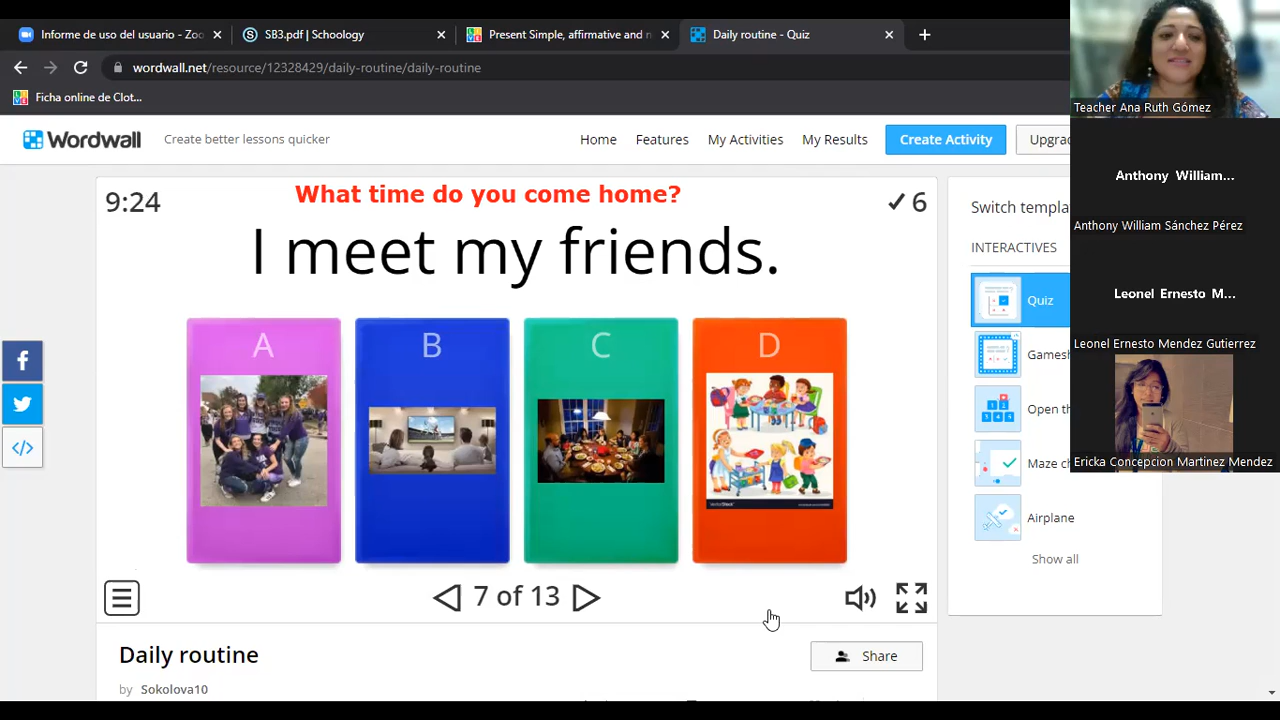 Informe de uso del usuario - Zoo
SB3.pdf | Schoology
Present Simple, affirmative and n
Daily routine - Quiz
wordwall.net/resource/12328429/daily-routine/daily-routine
Ficha online de Clot...
Wordwall
Create better lessons quicker
Home
Features
My Activities
My Results
Create Activity
Upgra
9:24
What time do you come home?
✓ 6
I meet my friends.
A
B
C
D
VectorStock
7 of 13
Daily routine
Share
by Sokolova10
Switch templa
INTERACTIVES
Quiz
Gamesh
Open th
Maze c
Airplane
Show all
Teacher Ana Ruth Gómez
Anthony William...
Anthony William Sánchez Pérez
Leonel Ernesto M...
Leonel Ernesto Mendez Gutierrez
Ericka Concepcion Martinez Mendez